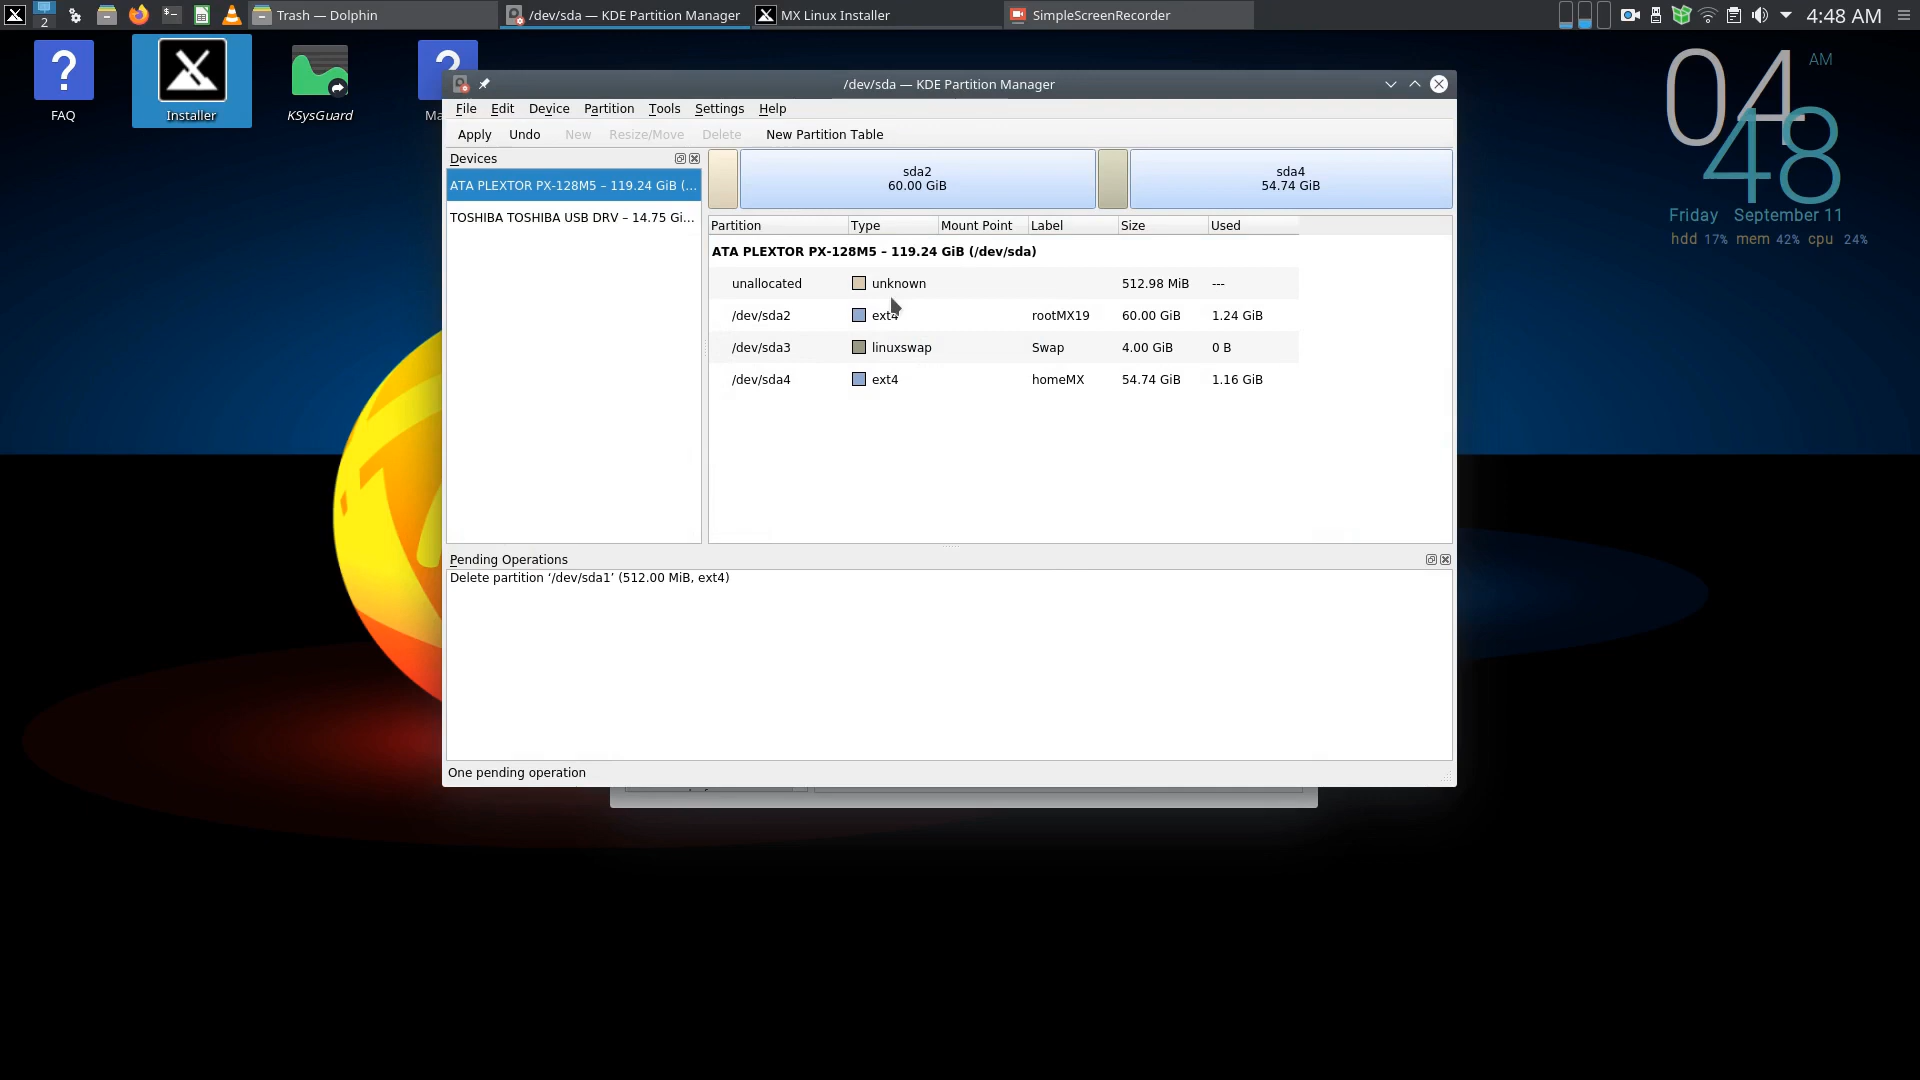 2
Trash — Dolphin
/dev/sda — KDE Partition Manager
MX Linux Installer
SimpleScreenRecorder
4:48 AM
FAQ
Installer
KSysGuard
Ma
04
AM
48
Friday September 11
hdd 17% mem 42% cpu 24%
/dev/sda — KDE Partition Manager
File Edit Device Partition Tools Settings Help
Apply Undo New Resize/Move Delete New Partition Table
Devices
ATA PLEXTOR PX-128M5 – 119.24 GiB (...
TOSHIBA TOSHIBA USB DRV – 14.75 Gi...
sda2
60.00 GiB
sda4
54.74 GiB
Partition Type Mount Point Label Size Used
ATA PLEXTOR PX-128M5 – 119.24 GiB (/dev/sda)
unallocated unknown 512.98 MiB ---
/dev/sda2 ext4 rootMX19 60.00 GiB 1.24 GiB
/dev/sda3 linuxswap Swap 4.00 GiB 0 B
/dev/sda4 ext4 homeMX 54.74 GiB 1.16 GiB
Pending Operations
Delete partition ‘/dev/sda1’ (512.00 MiB, ext4)
One pending operation